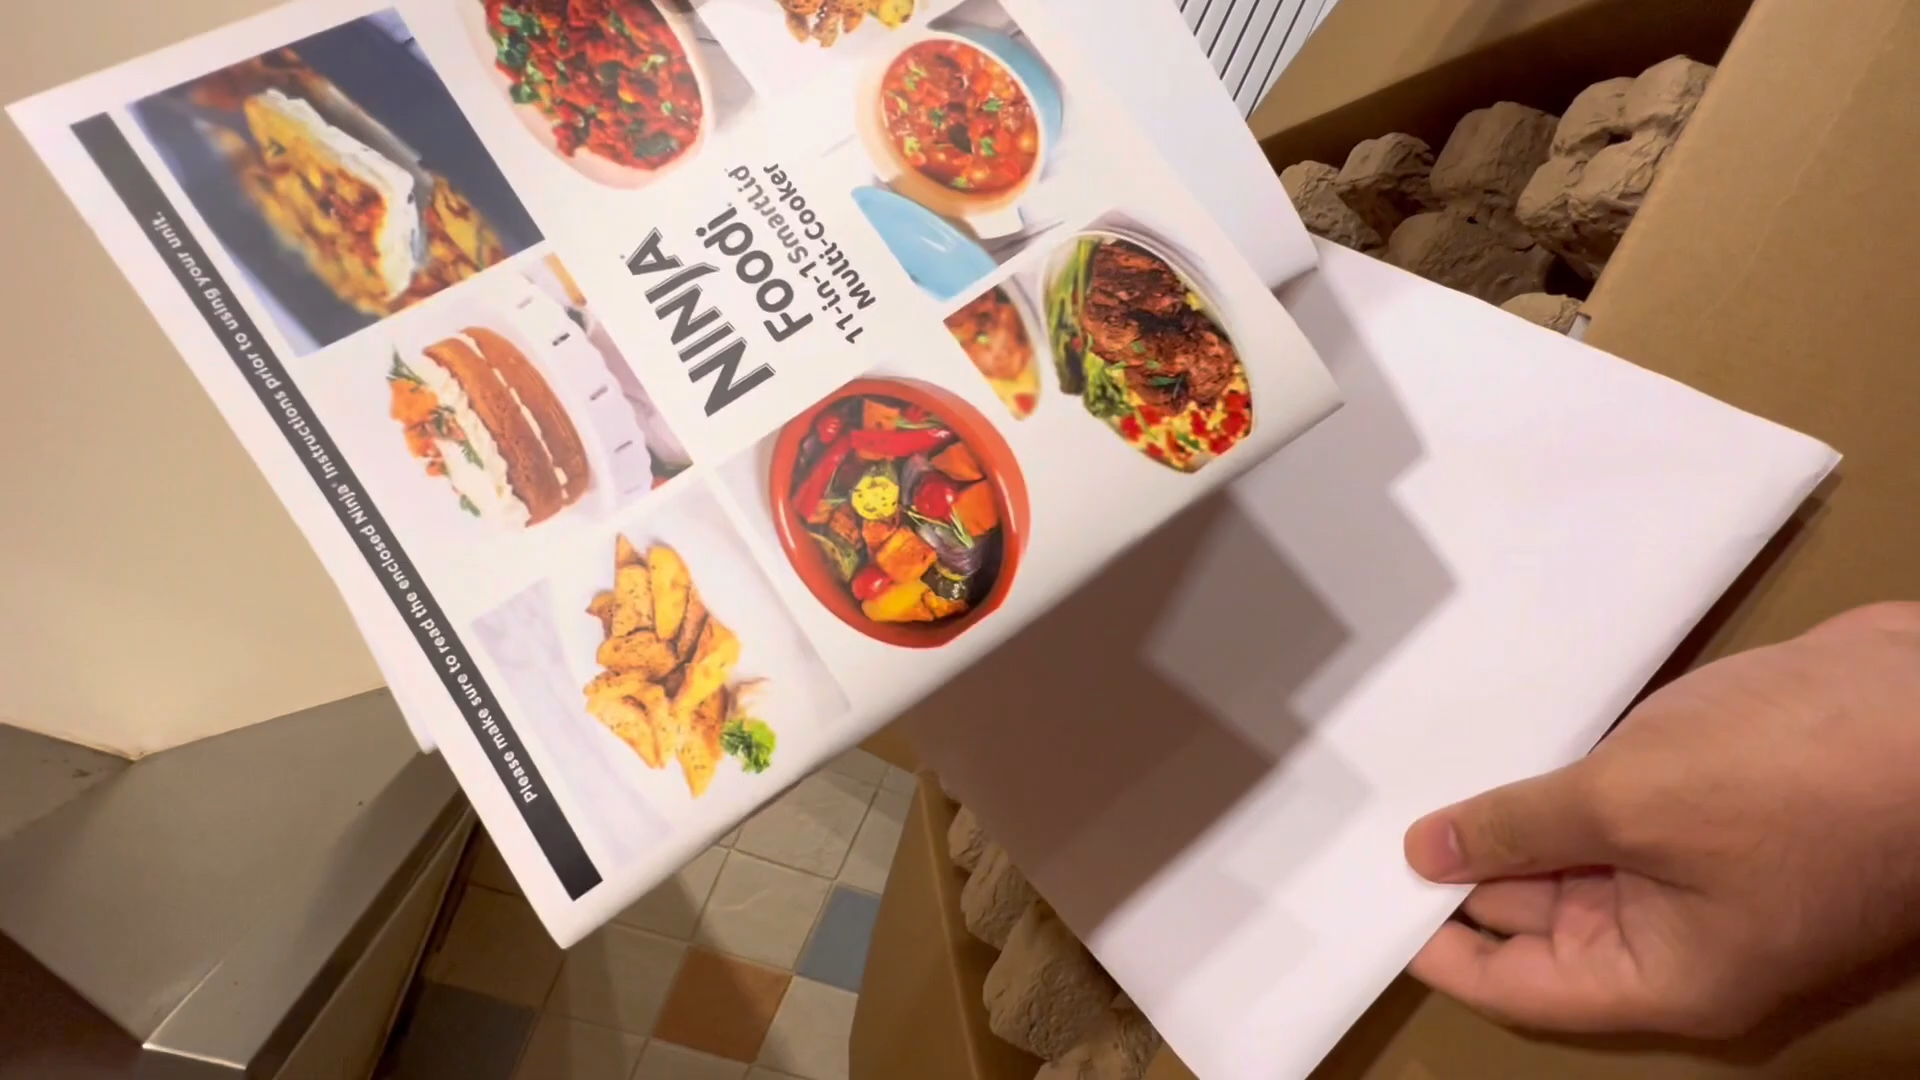 NINJA
Foodi
11-in-1 SmartLid
Multi-Cooker
Please make sure to read the enclosed Ninja® Instructions prior to using your unit.